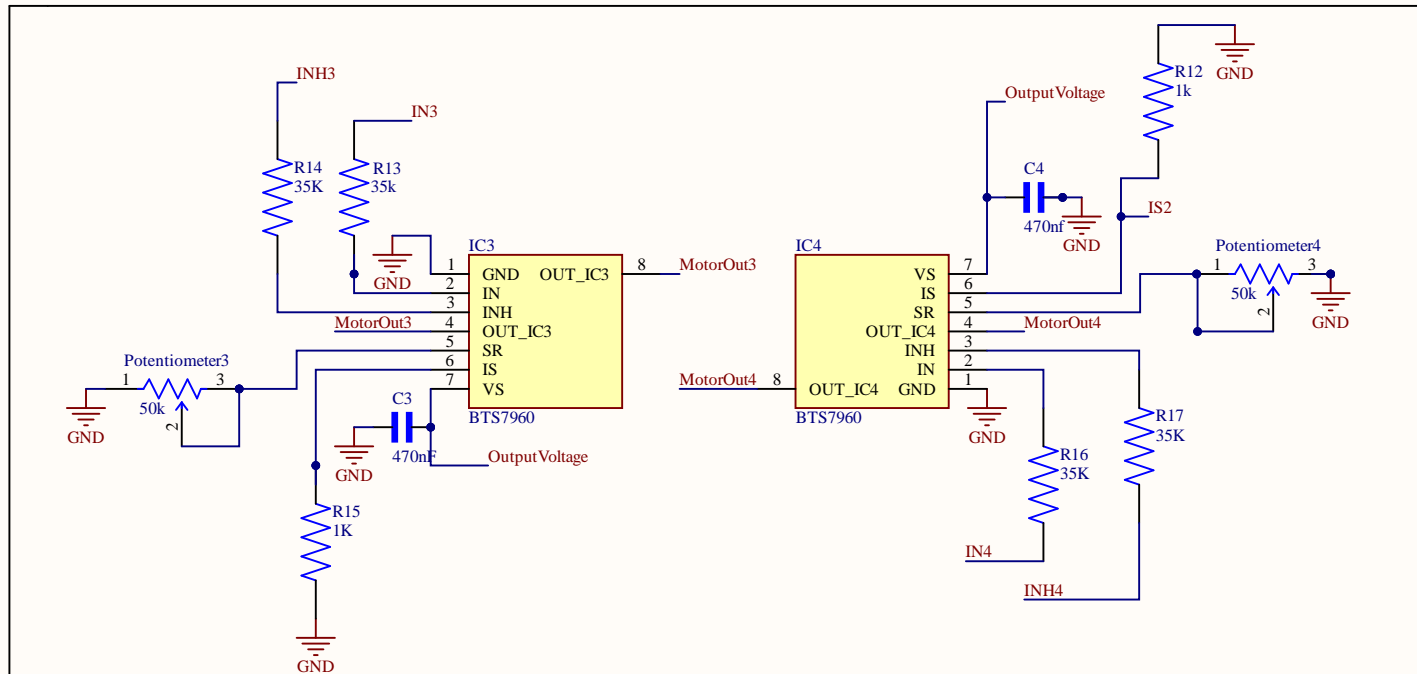 INH3
IN3
R14
35K
R13
35k
GND
IC3
1 GND
2 IN
3 INH
4 OUT_IC3
5 SR
6 IS
7 VS
OUT_IC3 8
BTS7960
MotorOut3
MotorOut3
Potentiometer3
1
3
50k
2
GND
C3
470nF
GND
OutputVoltage
R15
1K
GND
OutputVoltage
R12
1k
GND
C4
470nf
GND
IS2
IC4
VS 7
IS 6
SR 5
OUT_IC4 4
INH 3
IN 2
GND 1
8 OUT_IC4
BTS7960
MotorOut4
MotorOut4
GND
Potentiometer4
1
3
50k
2
GND
R17
35K
R16
35K
IN4
INH4